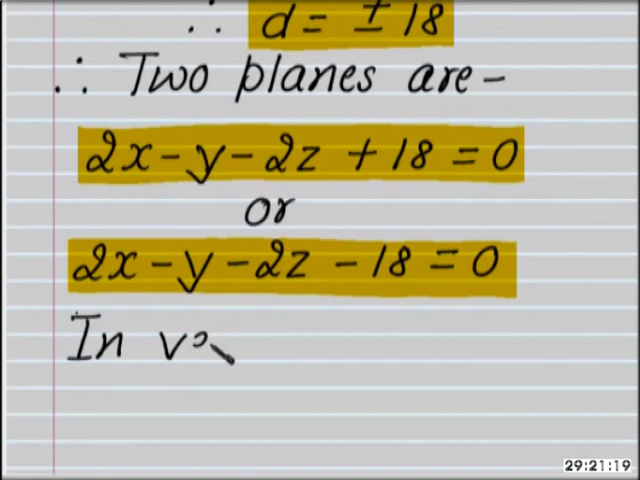 ∴ d = ± 18
∴ Two planes are -
2x - y - 2z + 18 = 0
or
2x - y - 2z - 18 = 0
In
29:21:19